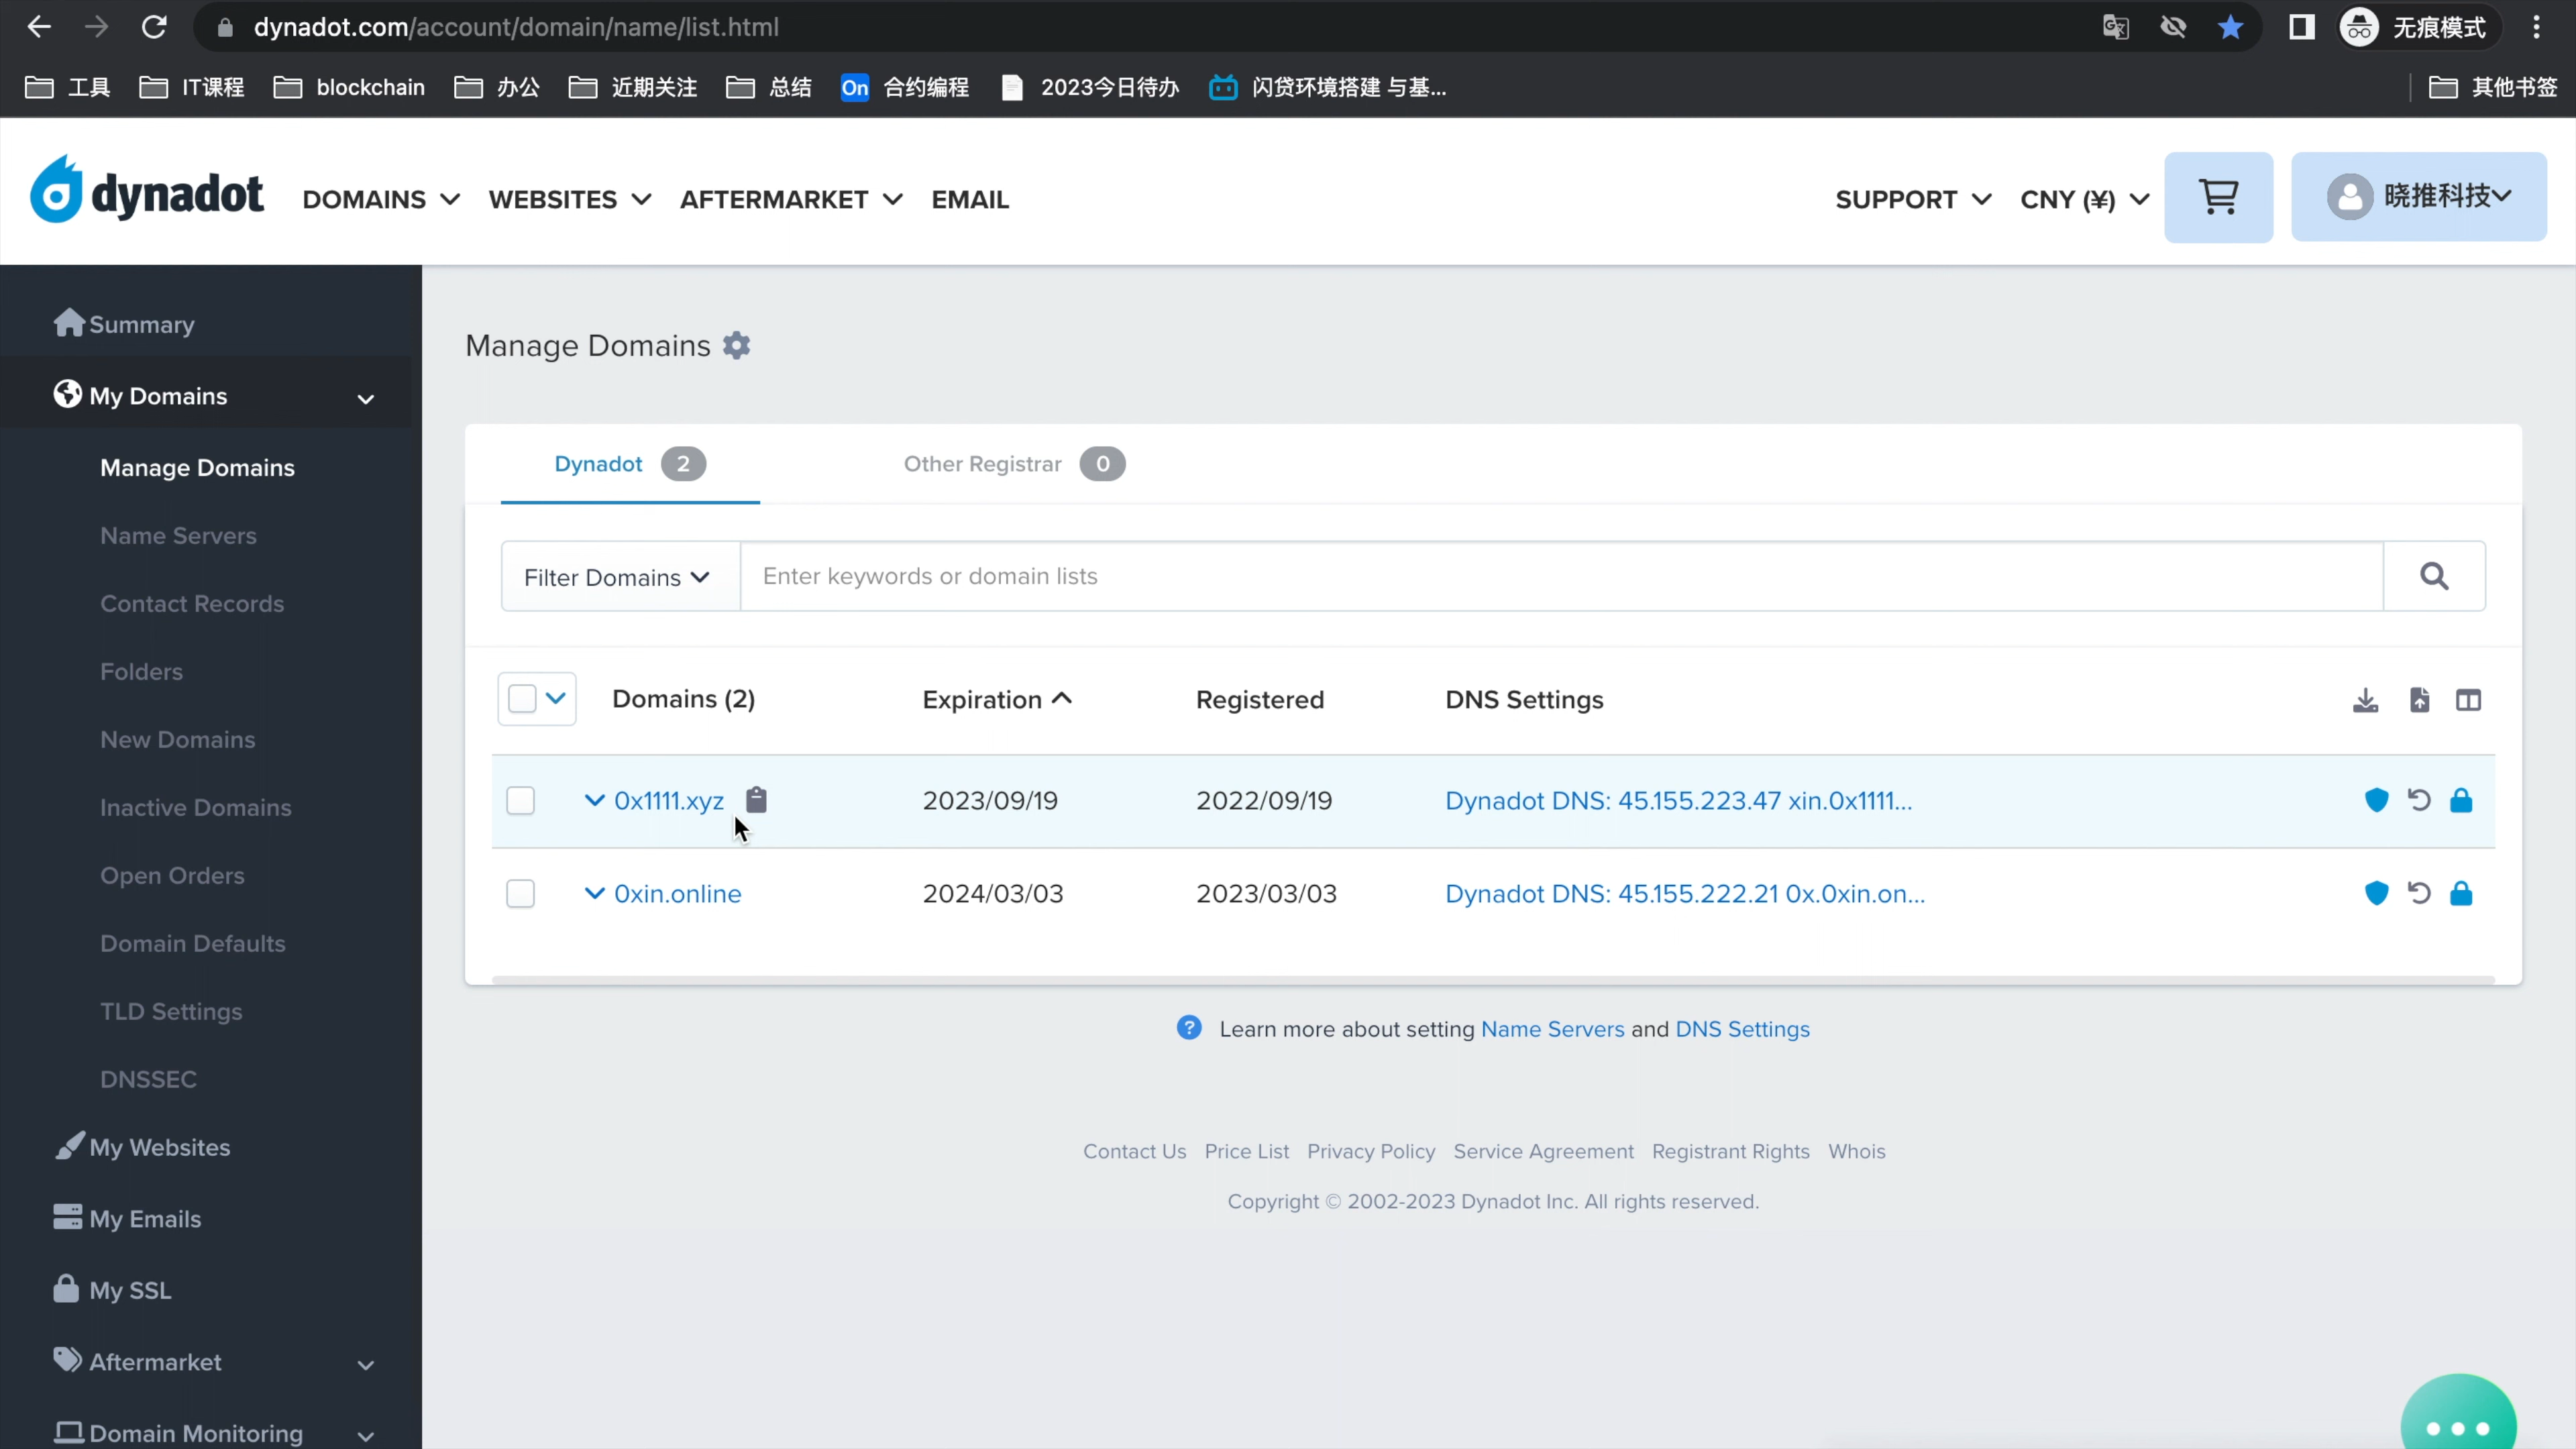 dynadot.com/account/domain/name/list.html
无痕模式
工具 IT课程 blockchain 办公 近期关注 总结 On 合约编程 2023今日待办 闪贷环境搭建 与基... 其他书签
dynadot DOMAINS WEBSITES AFTERMARKET EMAIL SUPPORT CNY (¥) 晓推科技
Summary
My Domains
Manage Domains
Name Servers
Contact Records
Folders
New Domains
Inactive Domains
Open Orders
Domain Defaults
TLD Settings
DNSSEC
My Websites
My Emails
My SSL
Aftermarket
Domain Monitoring
Manage Domains
Dynadot 2 Other Registrar 0
Filter Domains Enter keywords or domain lists
Domains (2) Expiration Registered DNS Settings
0x1111.xyz 2023/09/19 2022/09/19 Dynadot DNS: 45.155.223.47 xin.0x1111...
0xin.online 2024/03/03 2023/03/03 Dynadot DNS: 45.155.222.21 0x.0xin.on...
? Learn more about setting Name Servers and DNS Settings
Contact Us Price List Privacy Policy Service Agreement Registrant Rights Whois
Copyright © 2002-2023 Dynadot Inc. All rights reserved.